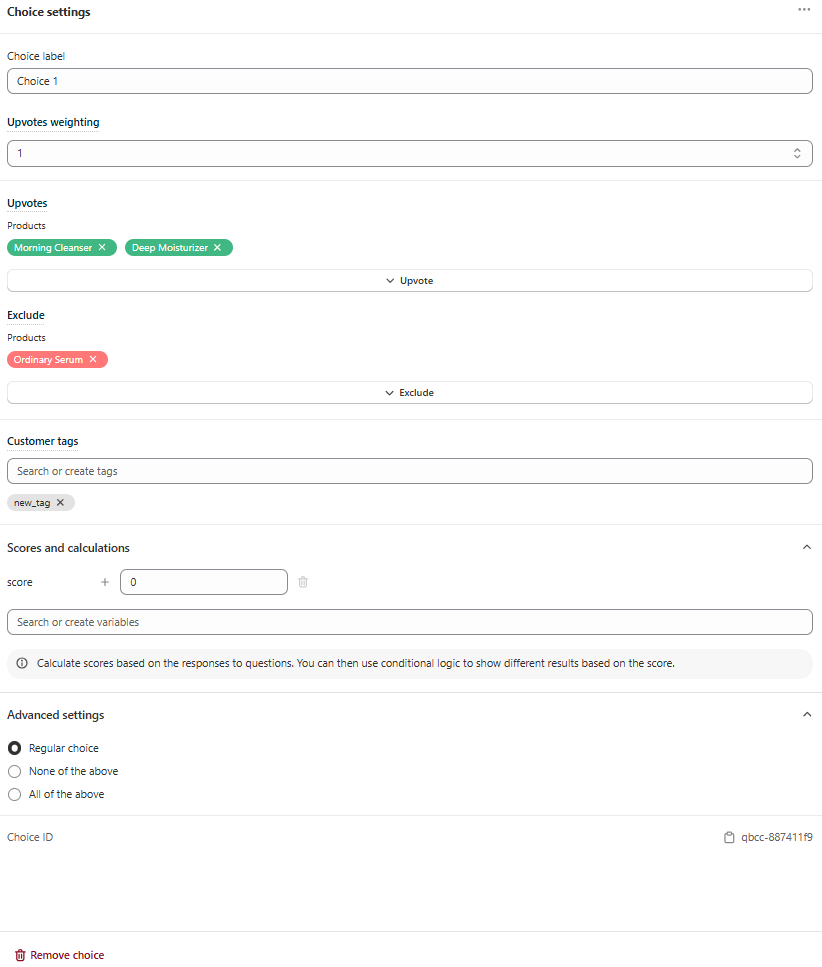 Choice settings
Choice label
Choice 1
Upvotes weighting
1
Upvotes
Products
Morning Cleanser Deep Moisturizer
Upvote
Exclude
Products
Ordinary Serum
Exclude
Customer tags
Search or create tags
new_tag
Scores and calculations
score + 0
Search or create variables
Calculate scores based on the responses to questions. You can then use conditional logic to show different results based on the score.
Advanced settings
Regular choice
None of the above
All of the above
Choice ID qbcc-887411f9
Remove choice